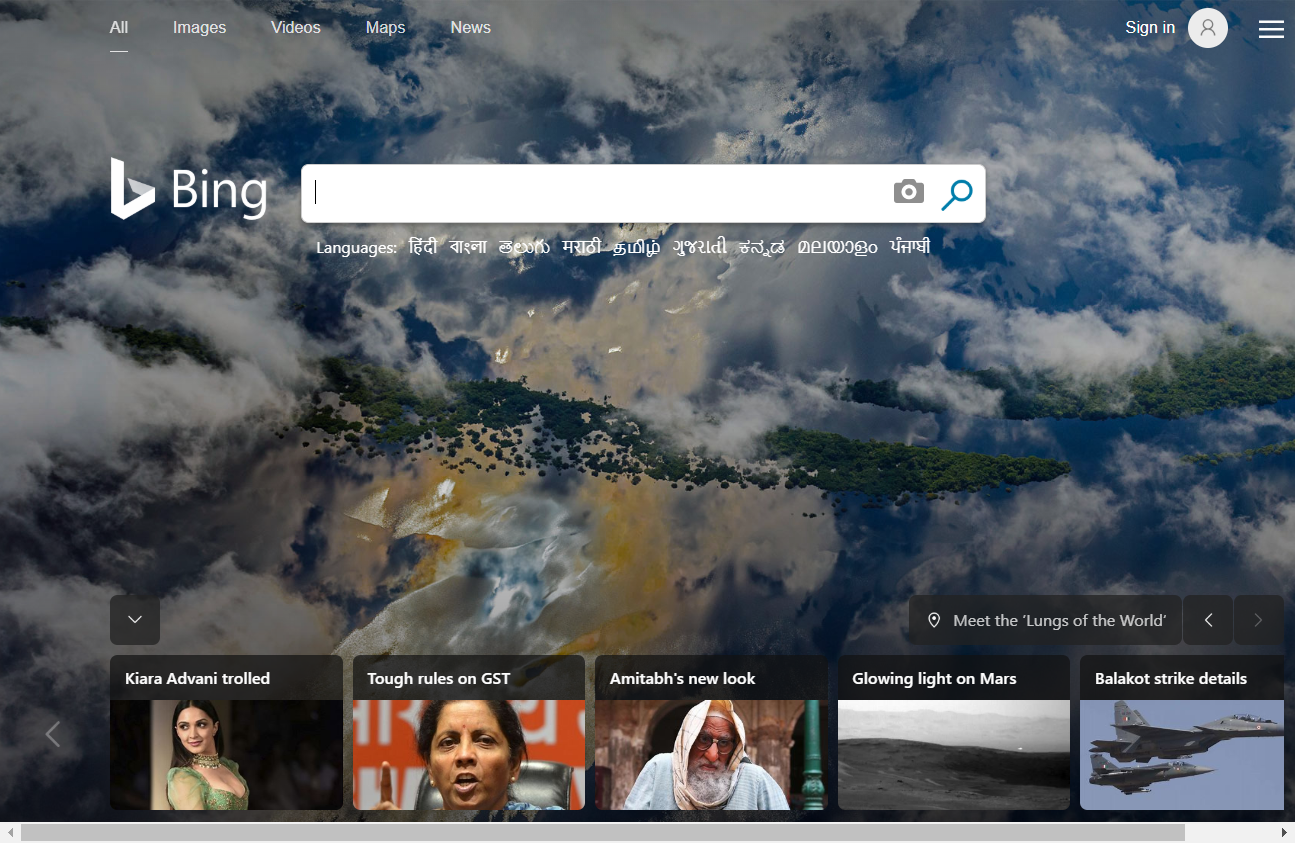 All Images Videos Maps News Sign in
Bing
Languages: हिंदी বাংলা తెలుగు मराठी தமிழ் ગુજરાતી ಕನ್ನಡ മലയാളം ਪੰਜਾਬੀ
Meet the 'Lungs of the World'
Kiara Advani trolled Tough rules on GST Amitabh's new look Glowing light on Mars Balakot strike details